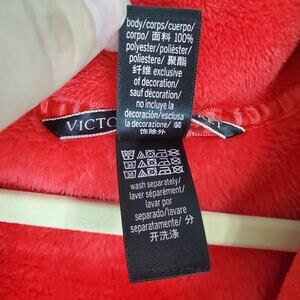 body/corps/cuerpo/
corpo/ 面料 100%
polyester/poliéster/
poliestere/ 聚酯
纤维 exclusive
of decoration/
sauf décoration/
no incluye la
decoración/esclusa
la decorazione/ 装
饰除外
VICTO
wash separately/
laver séparément/
lavar por
separado/lavare
separatamente/ 分
开洗涤